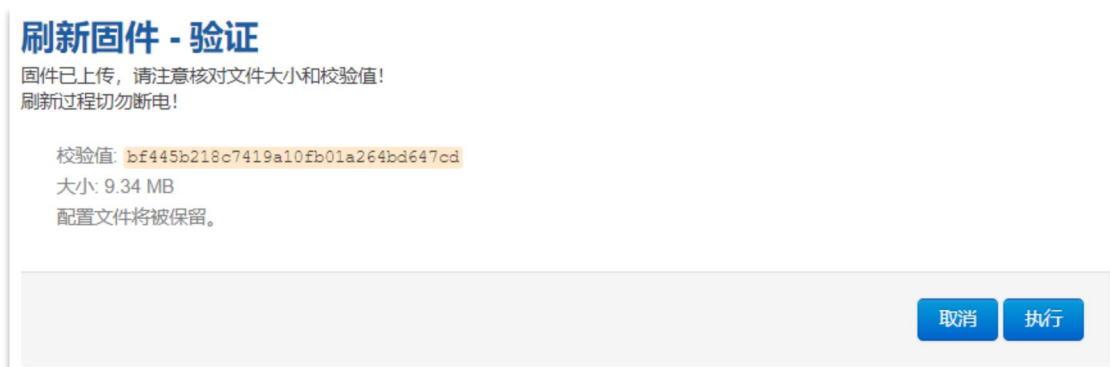 刷新固件 - 验证
固件已上传，请注意核对文件大小和校验值！
刷新过程切勿断电！
校验值: bf445b218c7419a10fb01a264bd647cd
大小: 9.34 MB
配置文件将被保留。
取消 执行